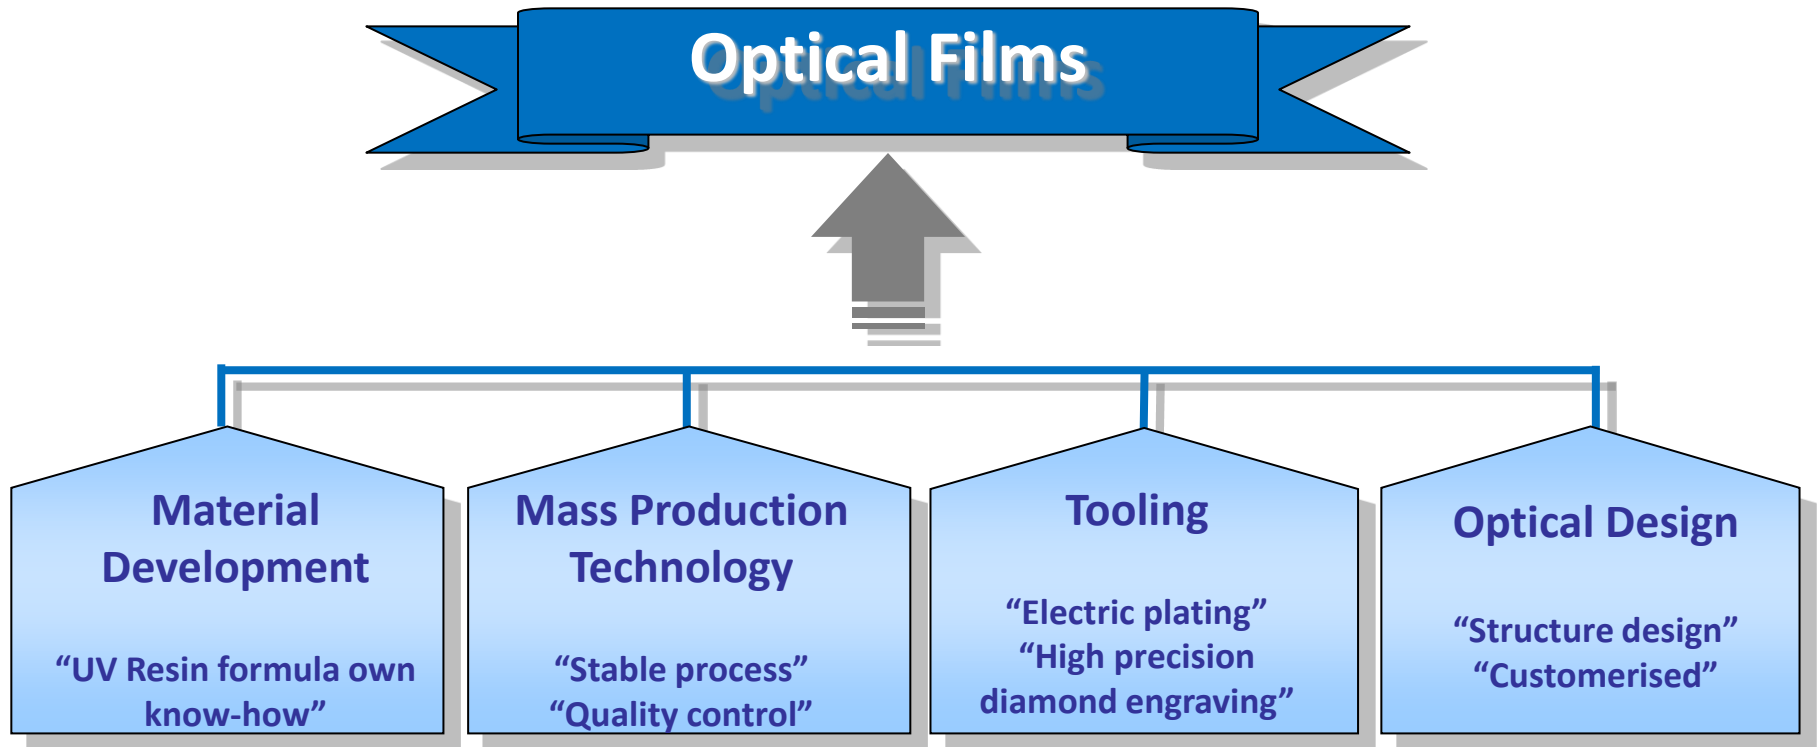 Optical Films
Material
Development
“UV Resin formula own
know-how”
Mass Production
Technology
“Stable process”
“Quality control”
Tooling
“Electric plating”
“High precision
diamond engraving”
Optical Design
“Structure design”
“Customerised”